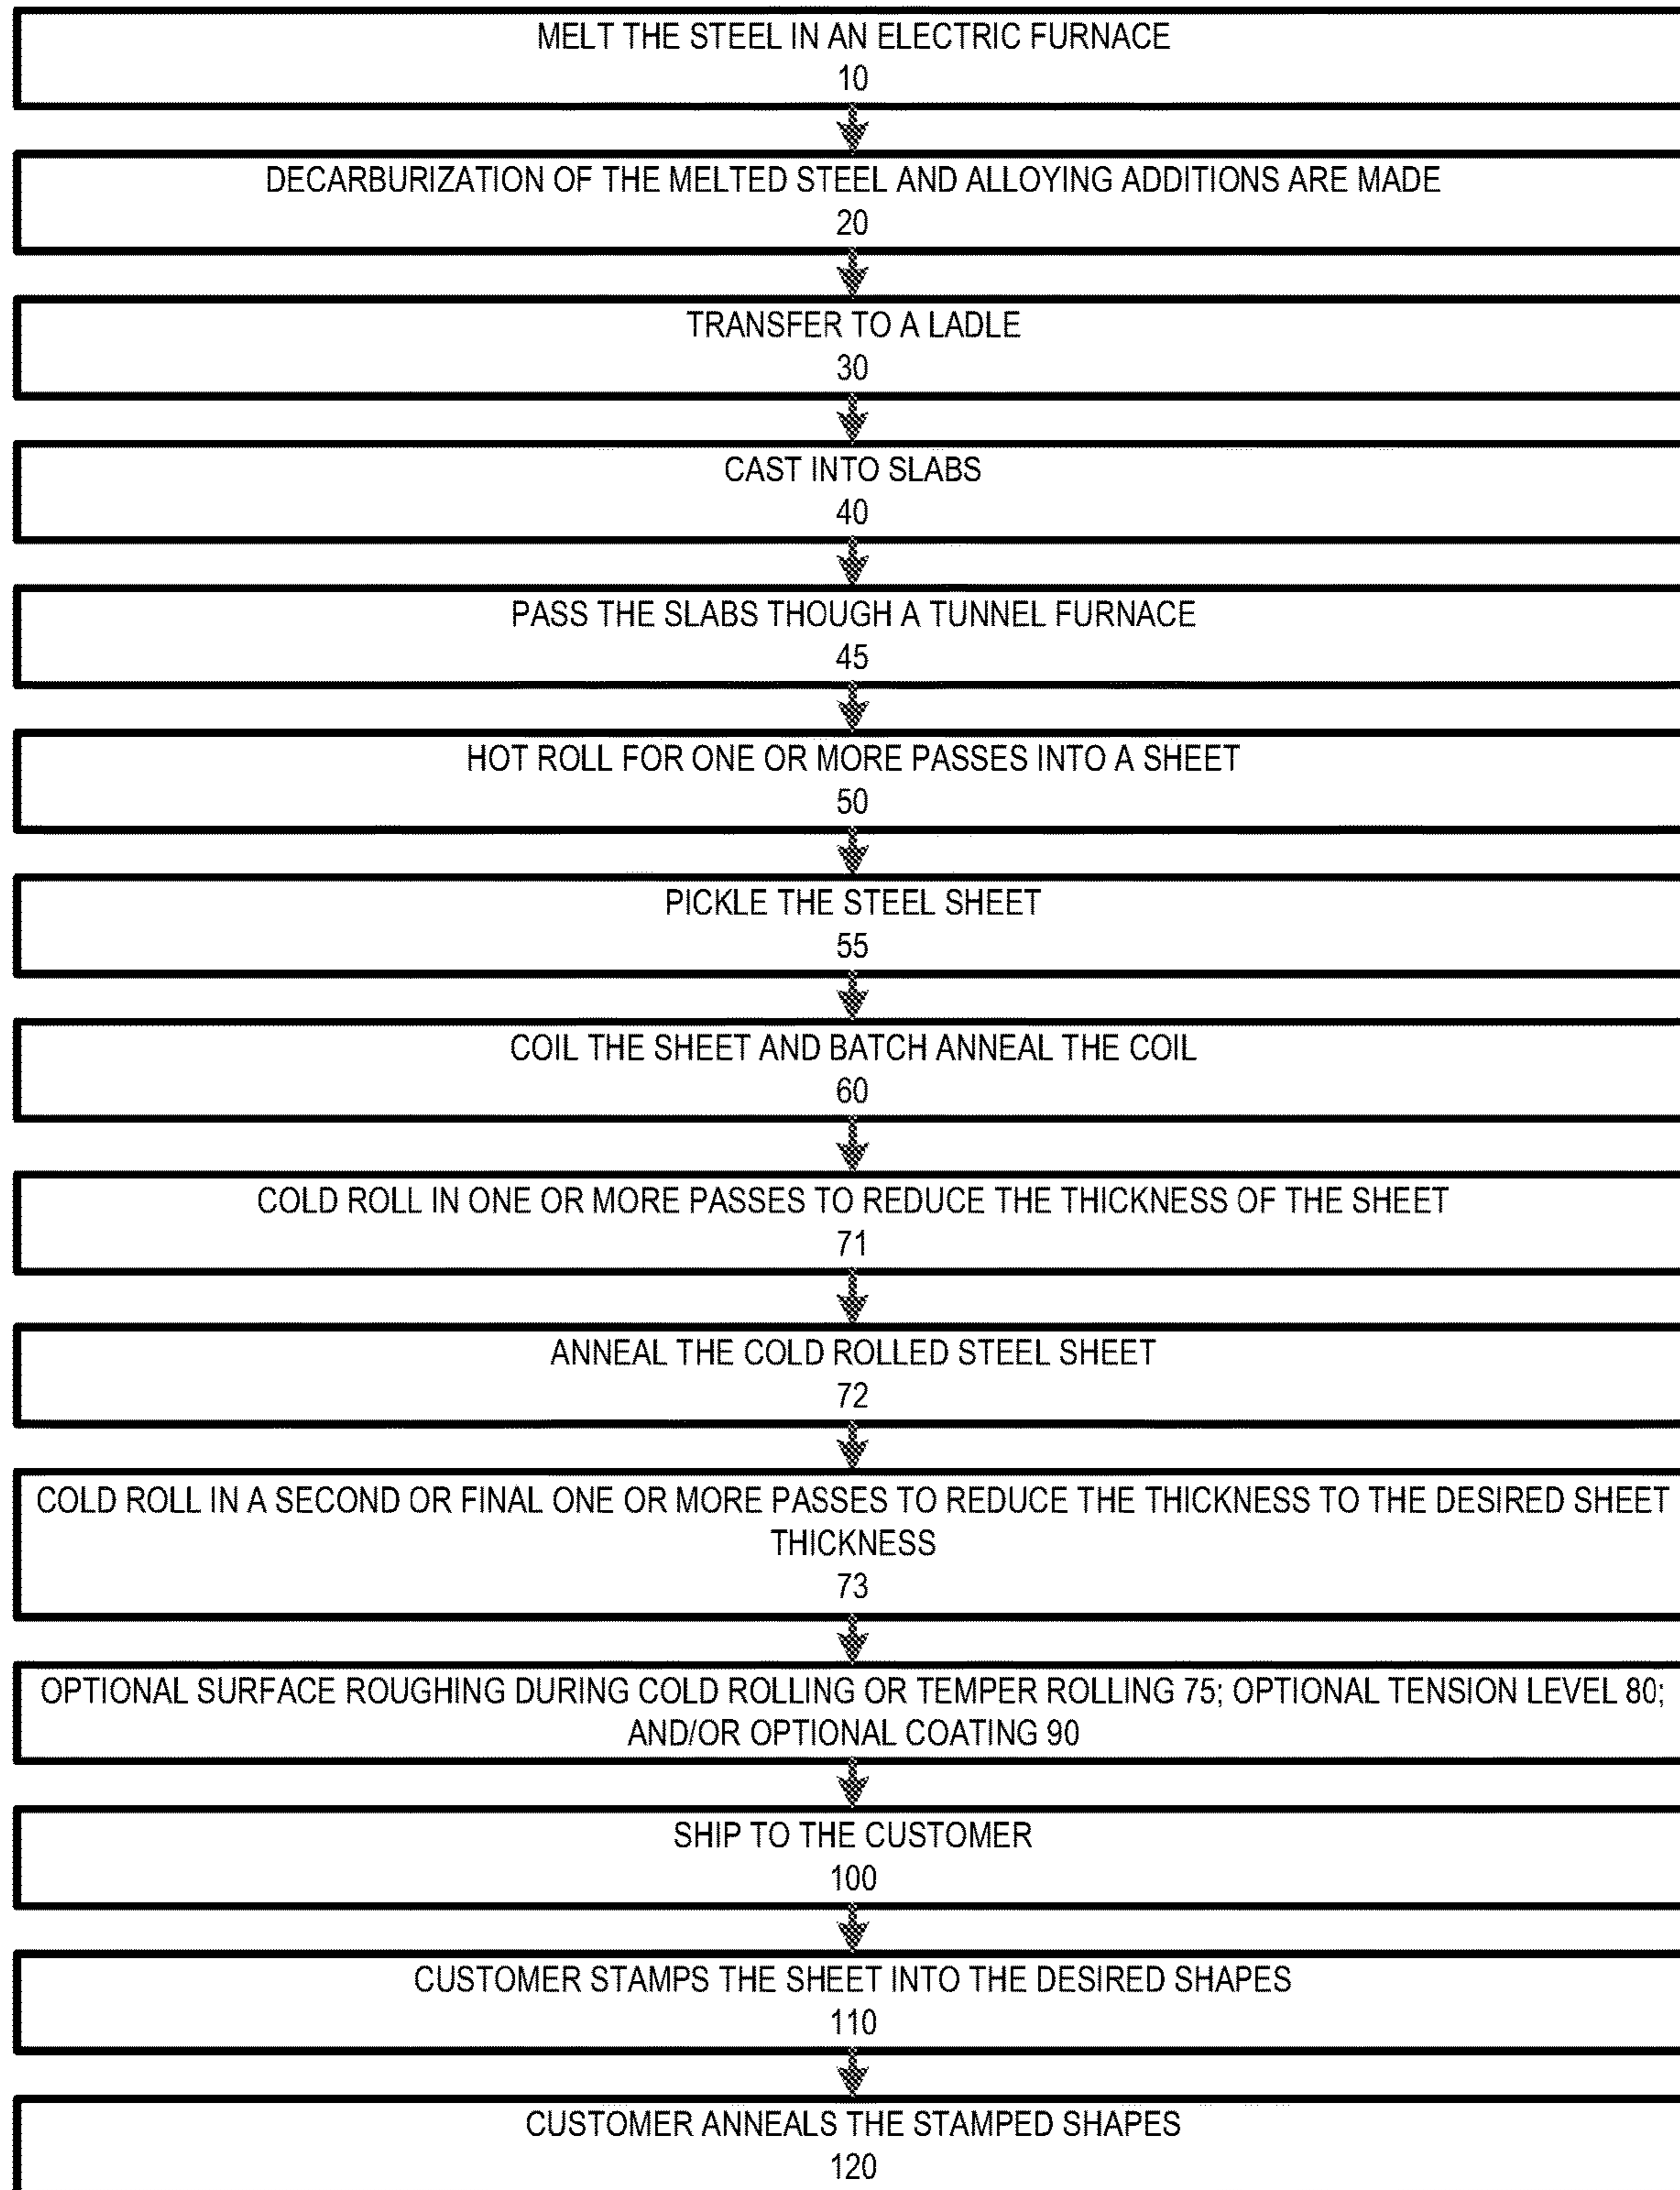 MELT THE STEEL IN AN ELECTRIC FURNACE
10
DECARBURIZATION OF THE MELTED STEEL AND ALLOYING ADDITIONS ARE MADE
20
TRANSFER TO A LADLE
30
CAST INTO SLABS
40
PASS THE SLABS THOUGH A TUNNEL FURNACE
45
HOT ROLL FOR ONE OR MORE PASSES INTO A SHEET
50
PICKLE THE STEEL SHEET
55
COIL THE SHEET AND BATCH ANNEAL THE COIL
60
COLD ROLL IN ONE OR MORE PASSES TO REDUCE THE THICKNESS OF THE SHEET
71
ANNEAL THE COLD ROLLED STEEL SHEET
72
COLD ROLL IN A SECOND OR FINAL ONE OR MORE PASSES TO REDUCE THE THICKNESS TO THE DESIRED SHEET
THICKNESS
73
OPTIONAL SURFACE ROUGHING DURING COLD ROLLING OR TEMPER ROLLING 75; OPTIONAL TENSION LEVEL 80;
AND/OR OPTIONAL COATING 90
SHIP TO THE CUSTOMER
100
CUSTOMER STAMPS THE SHEET INTO THE DESIRED SHAPES
110
CUSTOMER ANNEALS THE STAMPED SHAPES
120